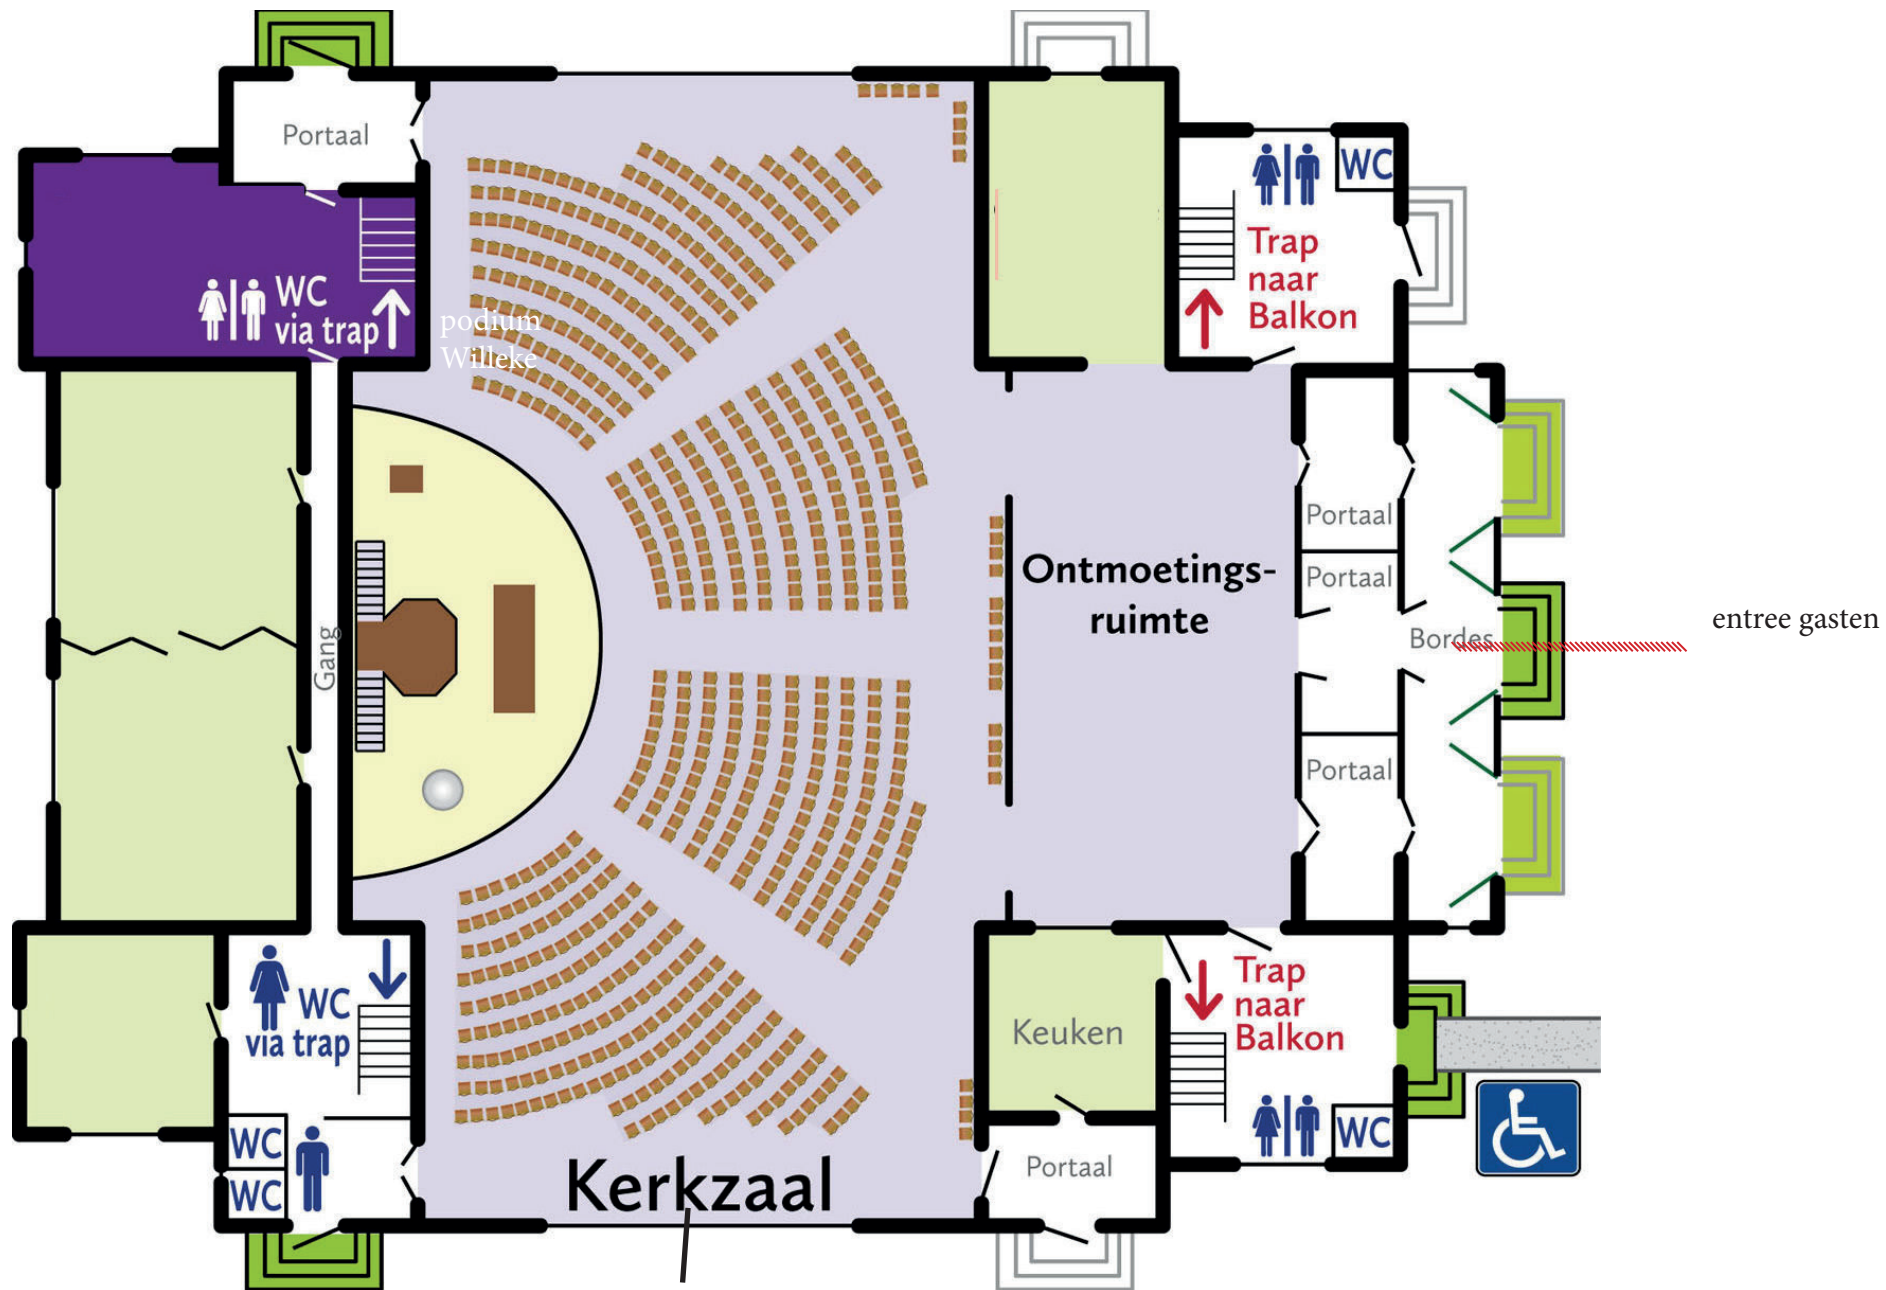 Portaal
WC
Trap
naar
Balkon
WC
via trap
podium
Willeke
Portaal
Portaal
Ontmoetings-
ruimte
Gang
Bordes
entree gasten
Portaal
WC
via trap
Trap
naar
Balkon
Keuken
WC
WC
WC
Portaal
Kerkzaal